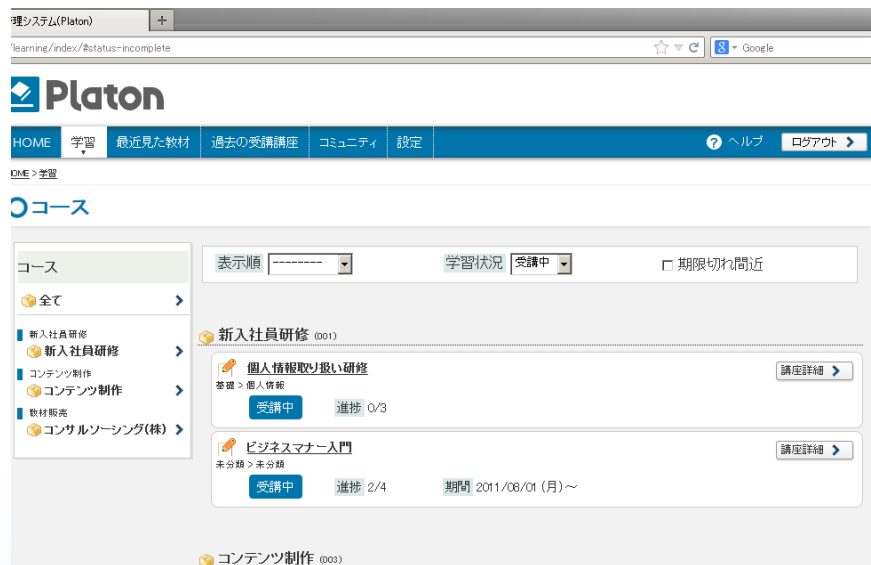 理システム(Platon)
+
/learning/index/#status-incomplete
Google
Platon
HOME 学習 最近見た教材 過去の受講講座 コミュニティ 設定 ? ヘルプ ログアウト
OME > 学習
コース
コース
表示順 -------- 学習状況 受講中 期限切れ間近
全て
新入社員研修
新入社員研修
コンテンツ制作
コンテンツ制作
教材販売
コンサルソーシング(株)
新入社員研修 (001)
個人情報取り扱い研修 講座詳細
基礎 > 個人情報
受講中 進捗 0/3
ビジネスマナー入門 講座詳細
未分類 > 未分類
受講中 進捗 2/4 期間 2011/08/01 (月) ～
コンテンツ制作 (003)